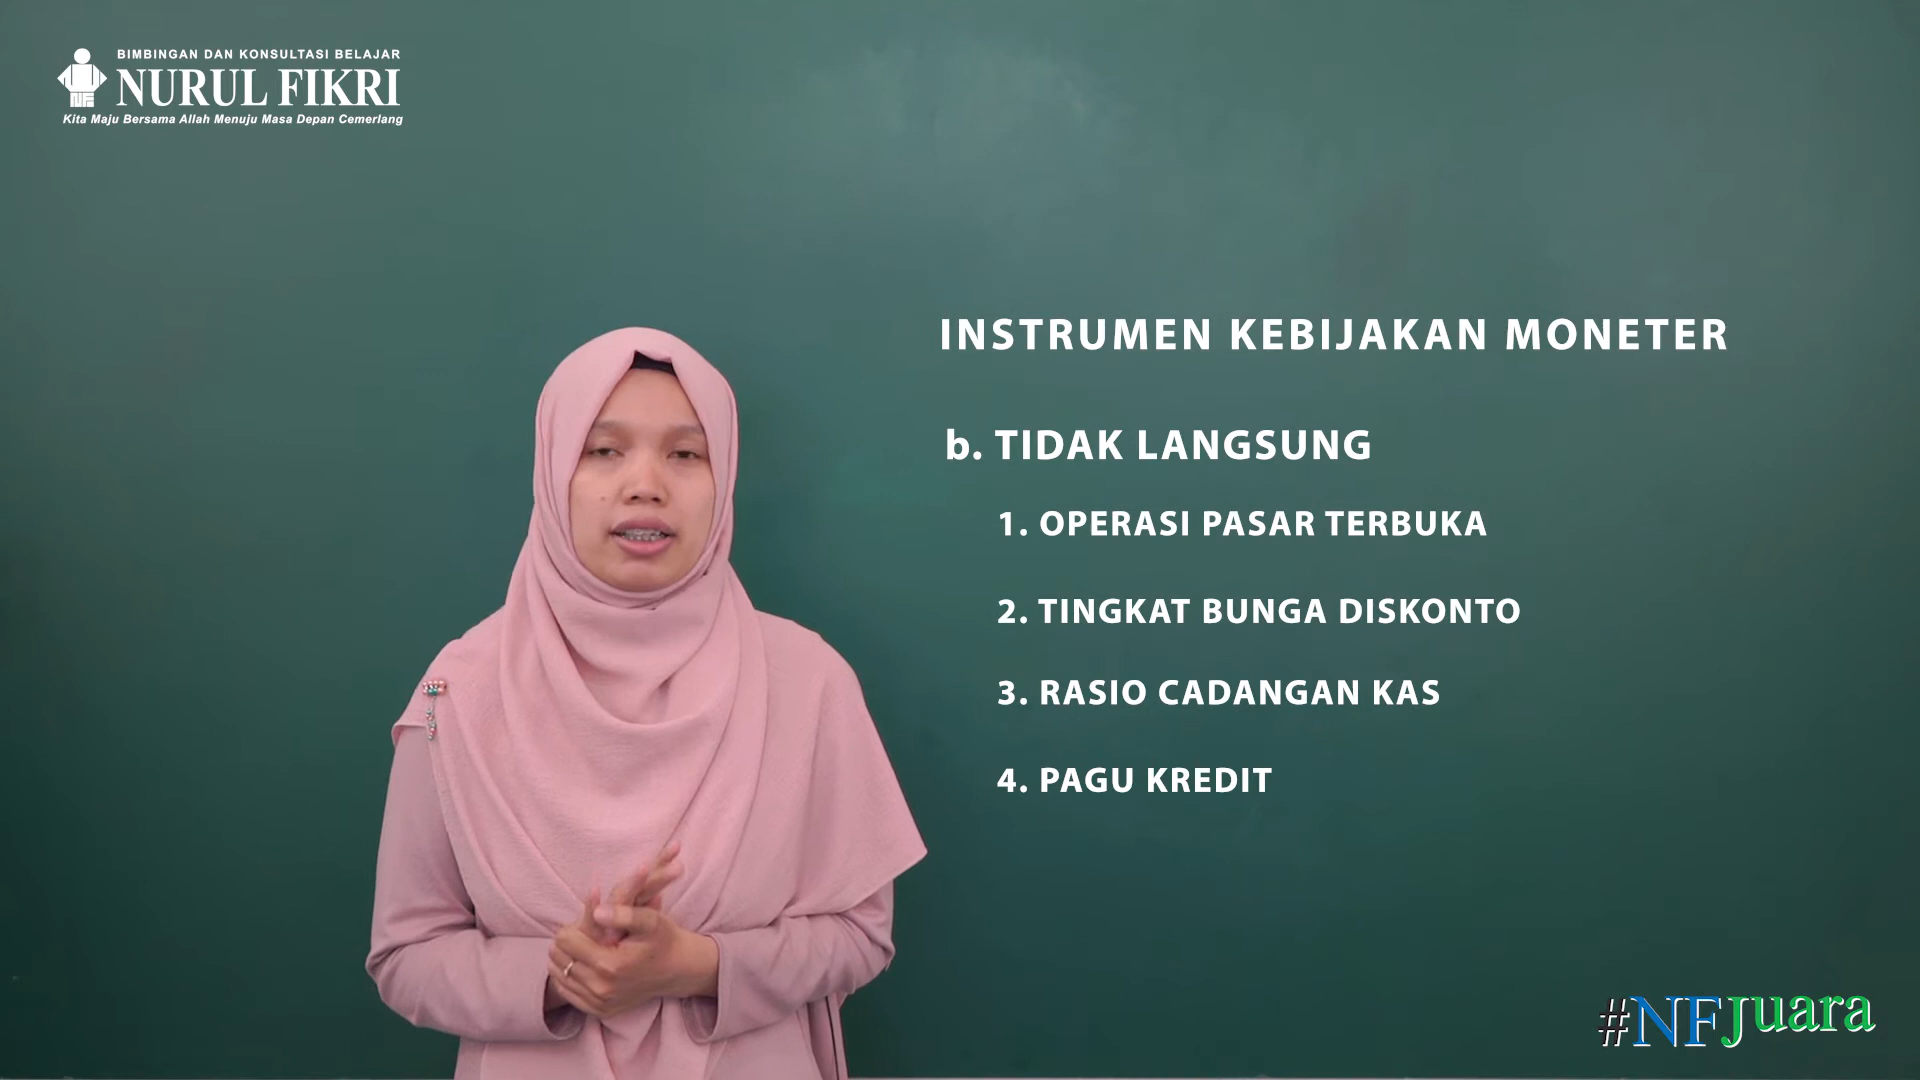 BIMBINGAN DAN KONSULTASI BELAJAR
NURUL FIKRI
NF
Kita Maju Bersama Allah Menuju Masa Depan Cemerlang
INSTRUMEN KEBIJAKAN MONETER
b. TIDAK LANGSUNG
1. OPERASI PASAR TERBUKA
2. TINGKAT BUNGA DISKONTO
3. RASIO CADANGAN KAS
4. PAGU KREDIT
#NFJuara